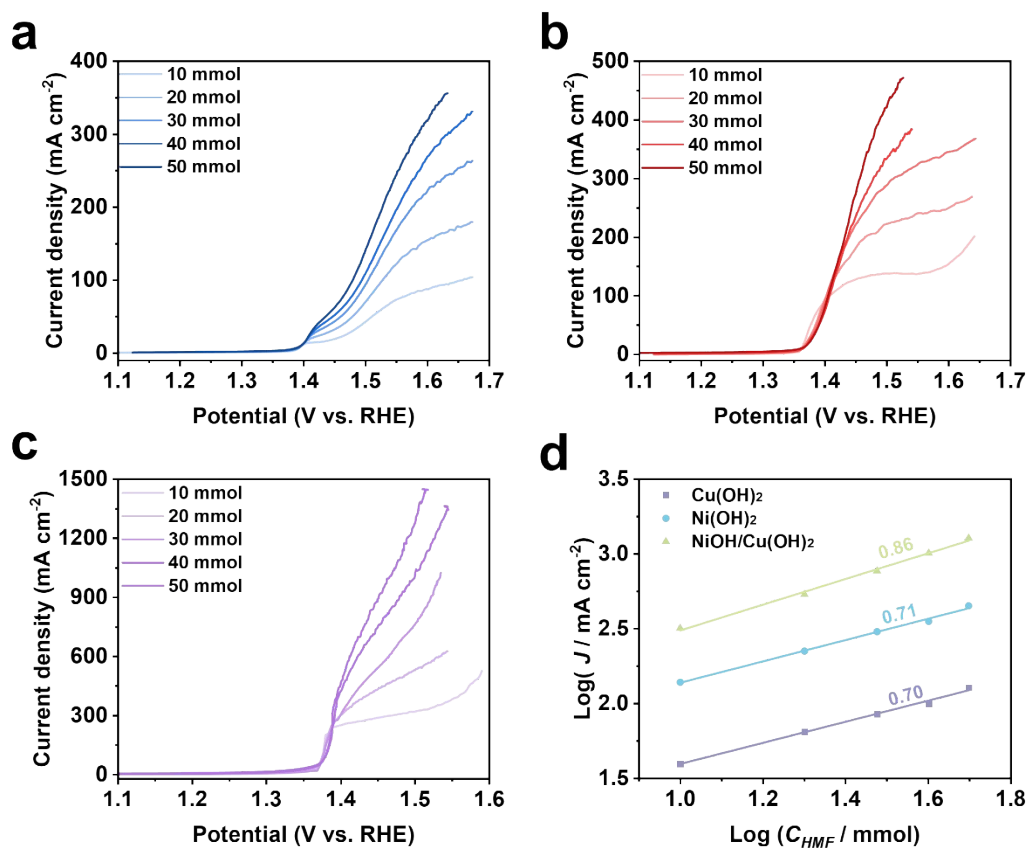 a
400
350
300
250
200
150
100
50
0
Current density (mA cm⁻²)
10 mmol
20 mmol
30 mmol
40 mmol
50 mmol
1.1 1.2 1.3 1.4 1.5 1.6 1.7
Potential (V vs. RHE)
b
500
400
300
200
100
0
Current density (mA cm⁻²)
10 mmol
20 mmol
30 mmol
40 mmol
50 mmol
1.1 1.2 1.3 1.4 1.5 1.6 1.7
Potential (V vs. RHE)
c
1500
1200
900
600
300
0
Current density (mA cm⁻²)
10 mmol
20 mmol
30 mmol
40 mmol
50 mmol
1.1 1.2 1.3 1.4 1.5 1.6
Potential (V vs. RHE)
d
3.5
3.0
2.5
2.0
1.5
Log( J / mA cm⁻²)
Cu(OH)₂
Ni(OH)₂
NiOH/Cu(OH)₂
0.86
0.71
0.70
1.0 1.2 1.4 1.6 1.8
Log (C_HMF / mmol)